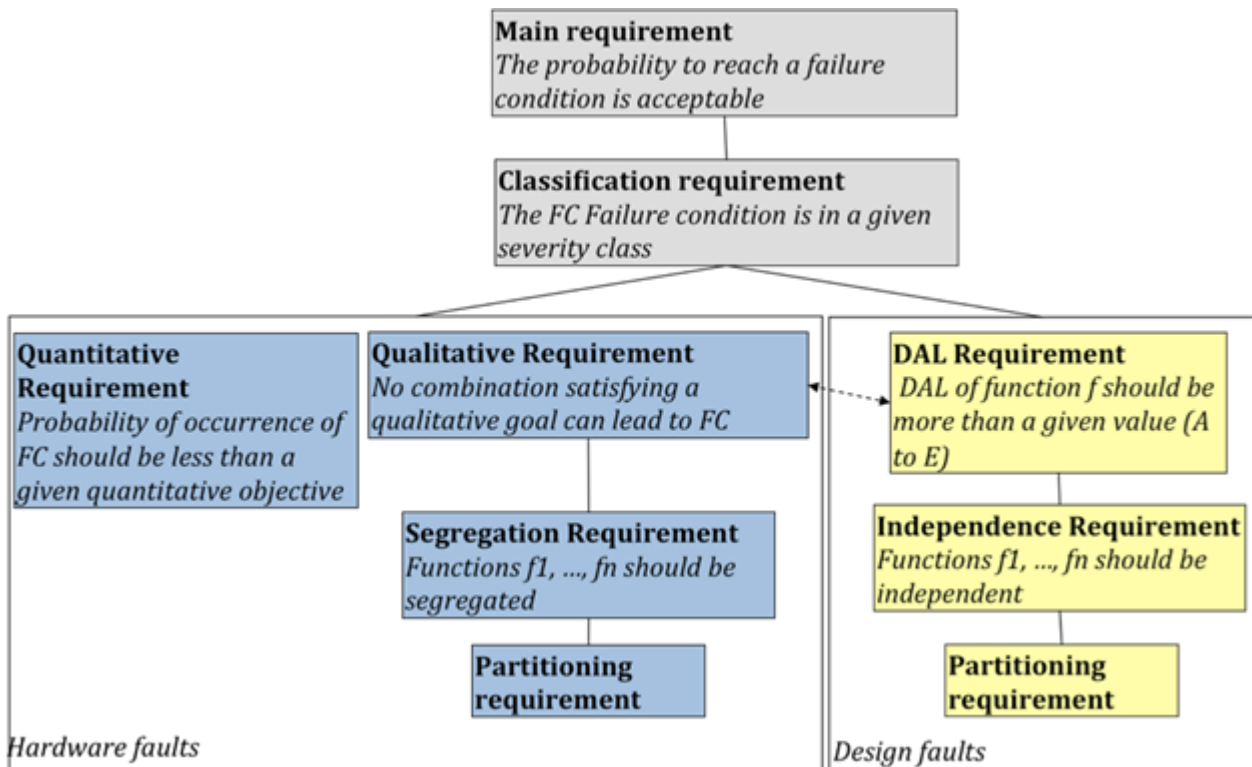 Main requirement
The probability to reach a failure
condition is acceptable
Classification requirement
The FC Failure condition is in a given
severity class
Quantitative
Requirement
Probability of occurrence of
FC should be less than a
given quantitative objective
Qualitative Requirement
No combination satisfying a
qualitative goal can lead to FC
Segregation Requirement
Functions f1, ..., fn should be
segregated
Partitioning
requirement
Hardware faults
DAL Requirement
DAL of function f should be
more than a given value (A
to E)
Independence Requirement
Functions f1, ..., fn should be
independent
Partitioning
requirement
Design faults